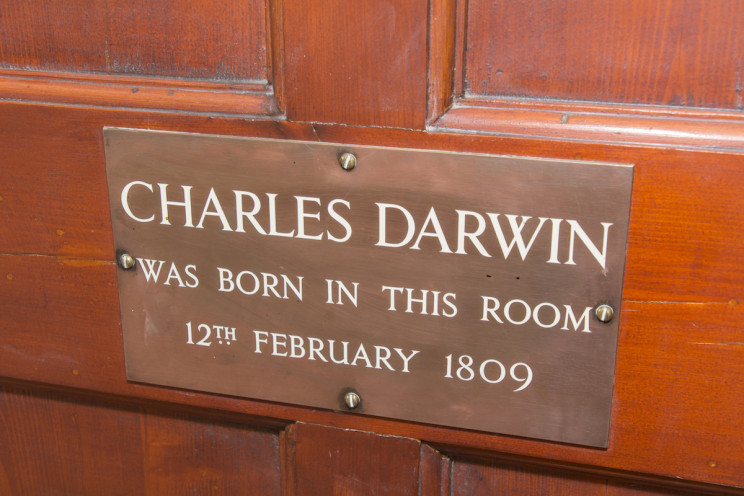 CHARLES DARWIN
WAS BORN IN THIS ROOM
12TH FEBRUARY 1809